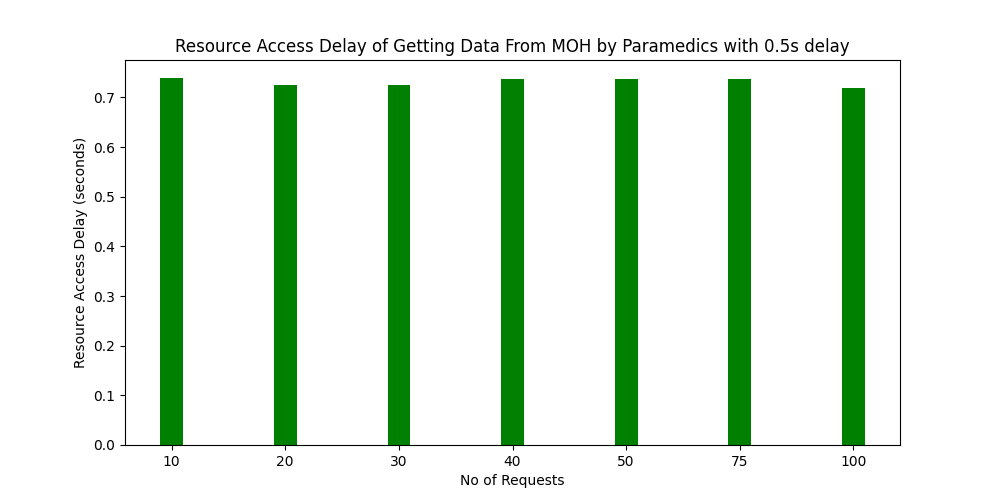 Resource Access Delay of Getting Data From MOH by Paramedics with 0.5s delay
Resource Access Delay (seconds)
0.7
0.6
0.5
0.4
0.3
0.2
0.1
0.0
10 20 30 40 50 75 100
No of Requests